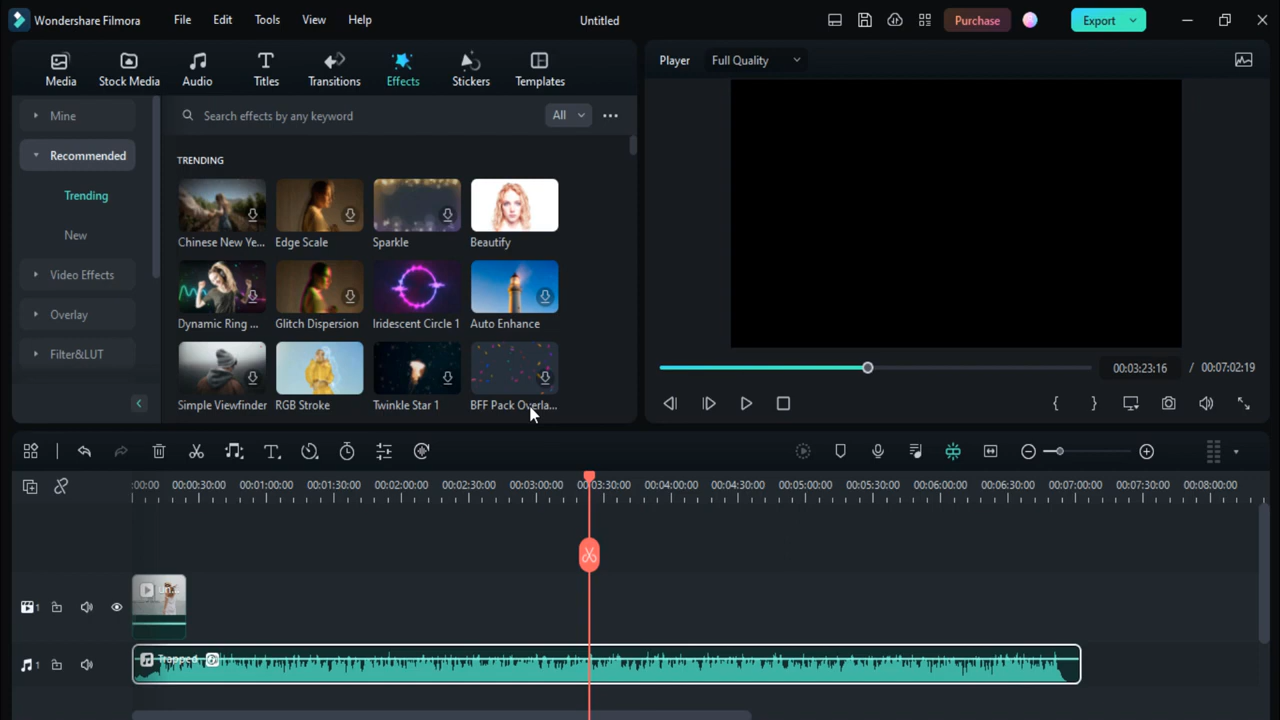 Wondershare Filmora File Edit Tools View Help Untitled Purchase Export
Media Stock Media Audio Titles Transitions Effects Stickers Templates
Player Full Quality
Mine
Recommended
Trending
New
Video Effects
Overlay
Filter&LUT
Search effects by any keyword All
TRENDING
Chinese New Ye... Edge Scale Sparkle Beautify
Dynamic Ring ... Glitch Dispersion Iridescent Circle 1 Auto Enhance
Simple Viewfinder RGB Stroke Twinkle Star 1 BFF Pack Overla...
00:03:23:16 / 00:07:02:19
:00:00 00:00:30:00 00:01:00:00 00:01:30:00 00:02:00:00 00:02:30:00 00:03:00:00 00:03:30:00 00:04:00:00 00:04:30:00 00:05:00:00 00:05:30:00 00:06:00:00 00:06:30:00 00:07:00:00 00:07:30:00 00:08:00:00
1
1 Trapped